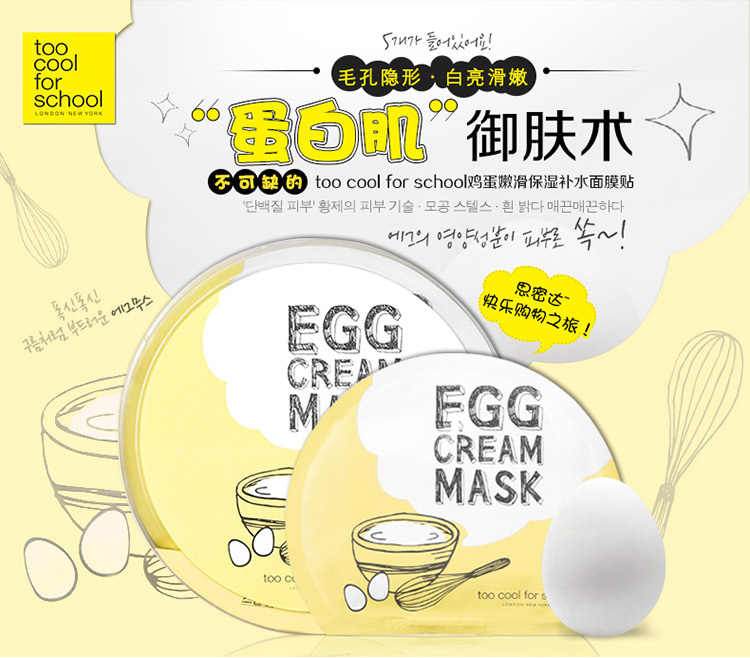 too
cool
for
school
LONDON · NEW YORK
5개가 들어있어요!
毛孔隐形 · 白亮滑嫩
“蛋白肌”御肤术
不可缺的 too cool for school鸡蛋嫩滑保湿补水面膜贴
'단백질 피부' 황제의 피부 기술 · 모공 스텔스 · 흰 밝다 매끈매끈하다
에그의 영양성분이 피부로 쏙~!
思密达~
快乐购物之旅！
폭신폭신
구름처럼 부드러운 에그무스
EGG
CREAM
MA
too cool
EGG
CREAM
MASK
too cool for s
LONDON · NEW YORK